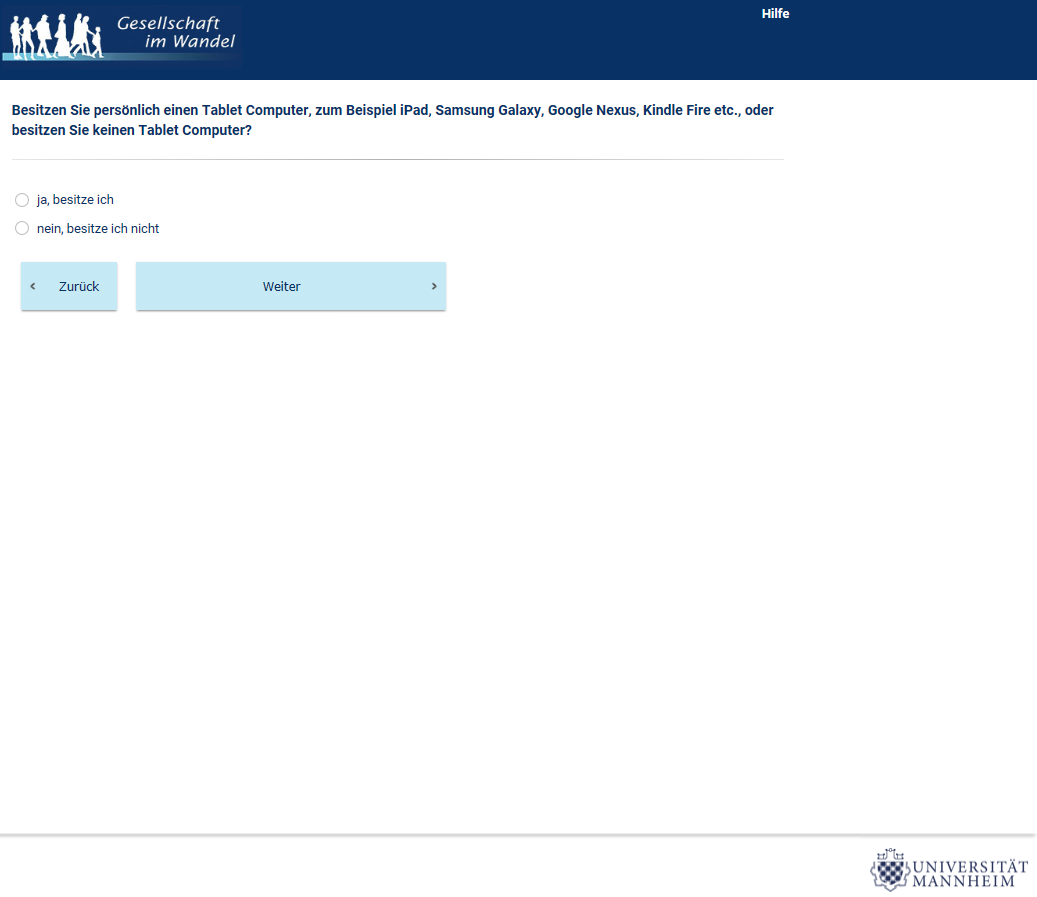 Gesellschaft
im Wandel
Hilfe
Besitzen Sie persönlich einen Tablet Computer, zum Beispiel iPad, Samsung Galaxy, Google Nexus, Kindle Fire etc., oder
besitzen Sie keinen Tablet Computer?
ja, besitze ich
nein, besitze ich nicht
Zurück
Weiter
UNIVERSITÄT
MANNHEIM